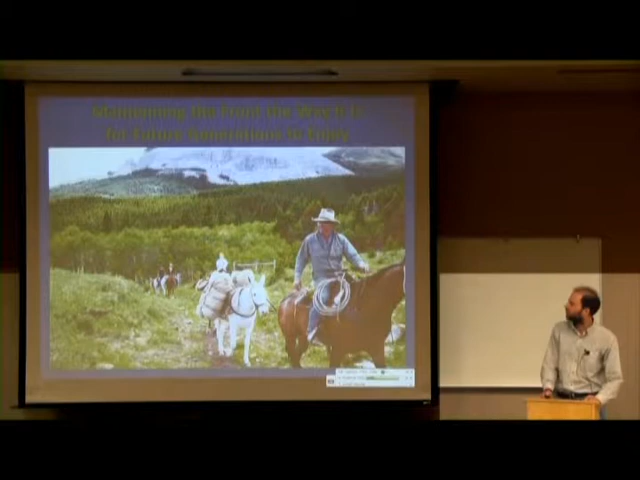 Maintaining the Front the Way It Is
for Future Generations to Enjoy